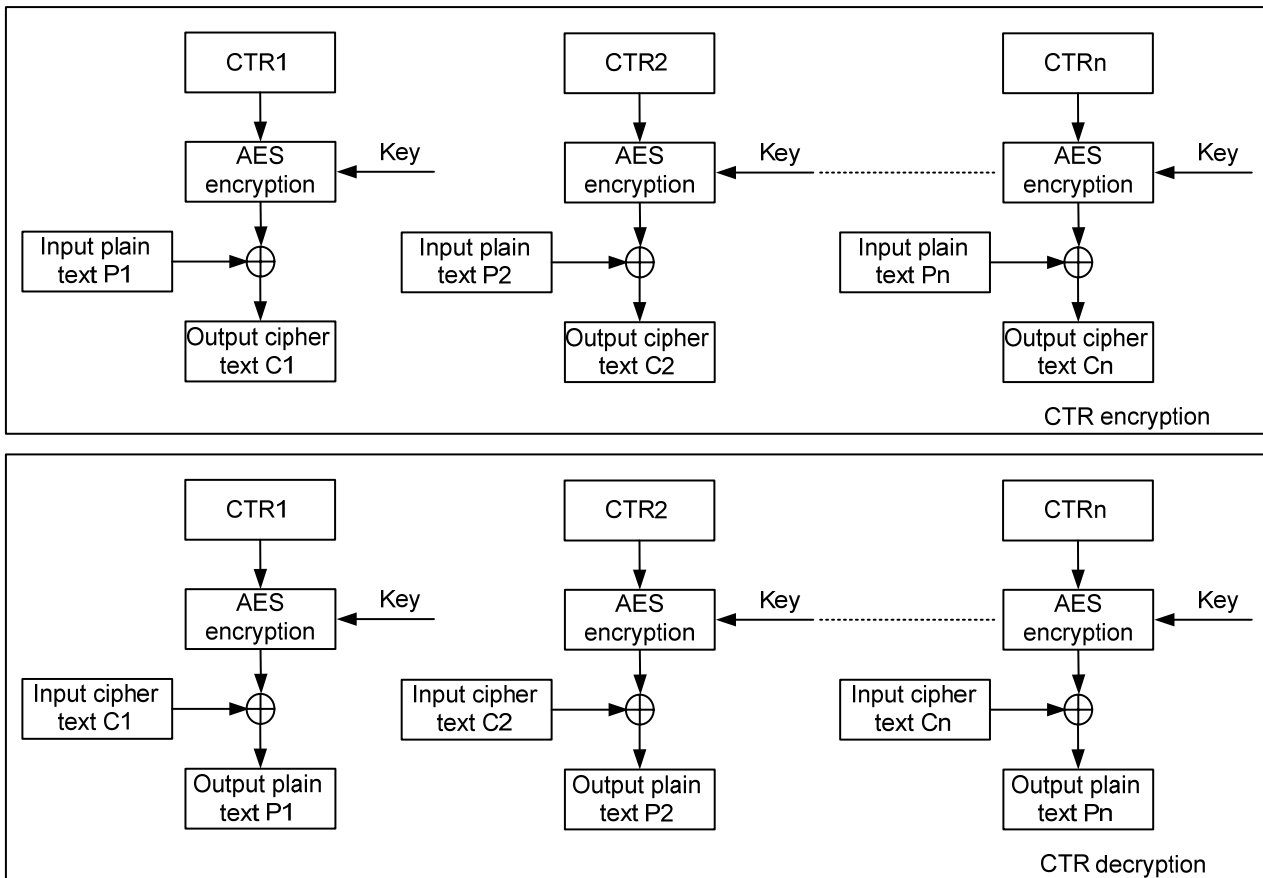 CTR1
CTR2
CTRn
AES
encryption
Key
AES
encryption
Key
AES
encryption
Key
Input plain
text P1
Input plain
text P2
Input plain
text Pn
Output cipher
text C1
Output cipher
text C2
Output cipher
text Cn
CTR encryption
CTR1
CTR2
CTRn
AES
encryption
Key
AES
encryption
Key
AES
encryption
Key
Input cipher
text C1
Input cipher
text C2
Input cipher
text Cn
Output plain
text P1
Output plain
text P2
Output plain
text Pn
CTR decryption